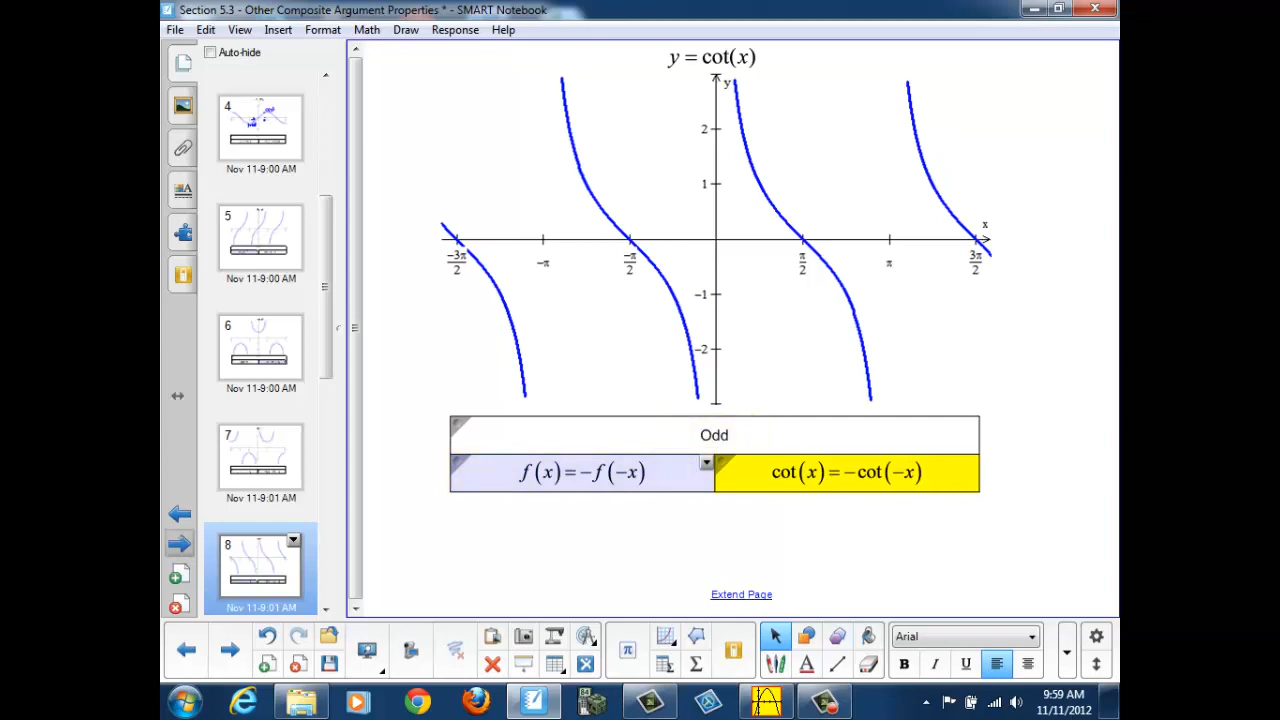 Section 5.3 - Other Composite Argument Properties * - SMART Notebook
File Edit View Insert Format Math Draw Response Help
Auto-hide
4
Nov 11-9:00 AM
5
Nov 11-9:00 AM
6
Nov 11-9:00 AM
7
Nov 11-9:01 AM
8
Nov 11-9:01 AM
y = cot(x)
y
2
1
x
−3π/2 −π −π/2 π/2 π 3π/2
−1
−2
Odd
f(x) = −f(−x) cot(x) = −cot(−x)
Extend Page
Arial
B I U
9:59 AM
11/11/2012